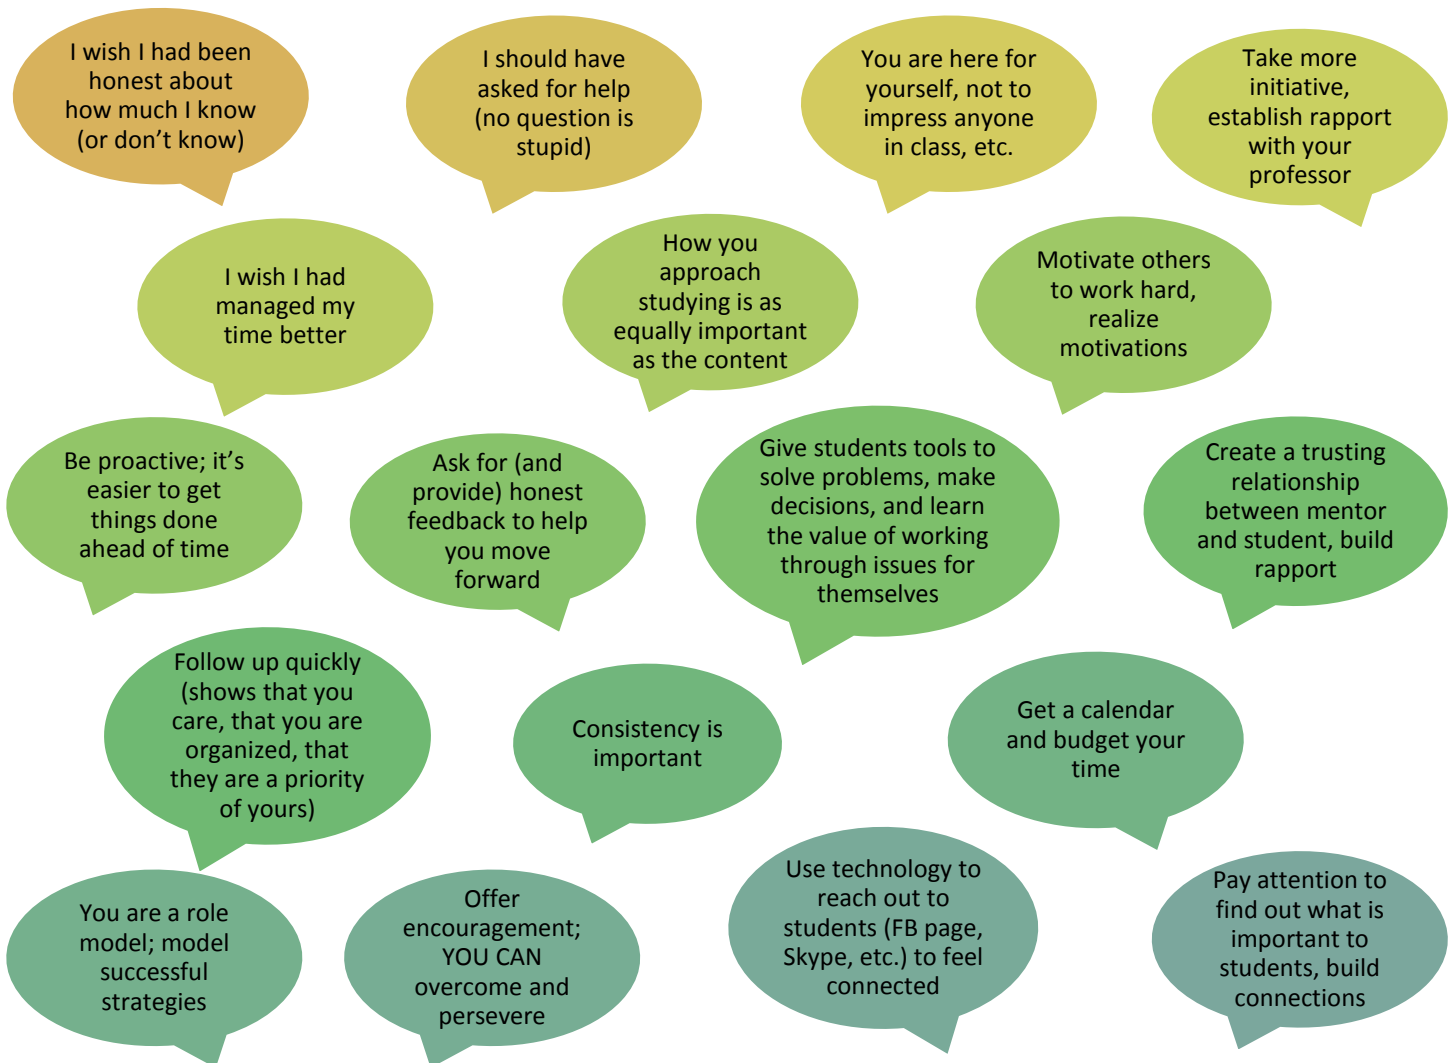 I wish I had been
honest about
how much I know
(or don’t know)
I should have
asked for help
(no question is
stupid)
You are here for
yourself, not to
impress anyone
in class, etc.
Take more
initiative,
establish rapport
with your
professor
I wish I had
managed my
time better
How you
approach
studying is as
equally important
as the content
Motivate others
to work hard,
realize
motivations
Be proactive; it’s
easier to get
things done
ahead of time
Ask for (and
provide) honest
feedback to help
you move
forward
Give students tools to
solve problems, make
decisions, and learn
the value of working
through issues for
themselves
Create a trusting
relationship
between mentor
and student, build
rapport
Follow up quickly
(shows that you
care, that you are
organized, that
they are a priority
of yours)
Consistency is
important
Get a calendar
and budget your
time
You are a role
model; model
successful
strategies
Offer
encouragement;
YOU CAN
overcome and
persevere
Use technology to
reach out to
students (FB page,
Skype, etc.) to feel
connected
Pay attention to
find out what is
important to
students, build
connections